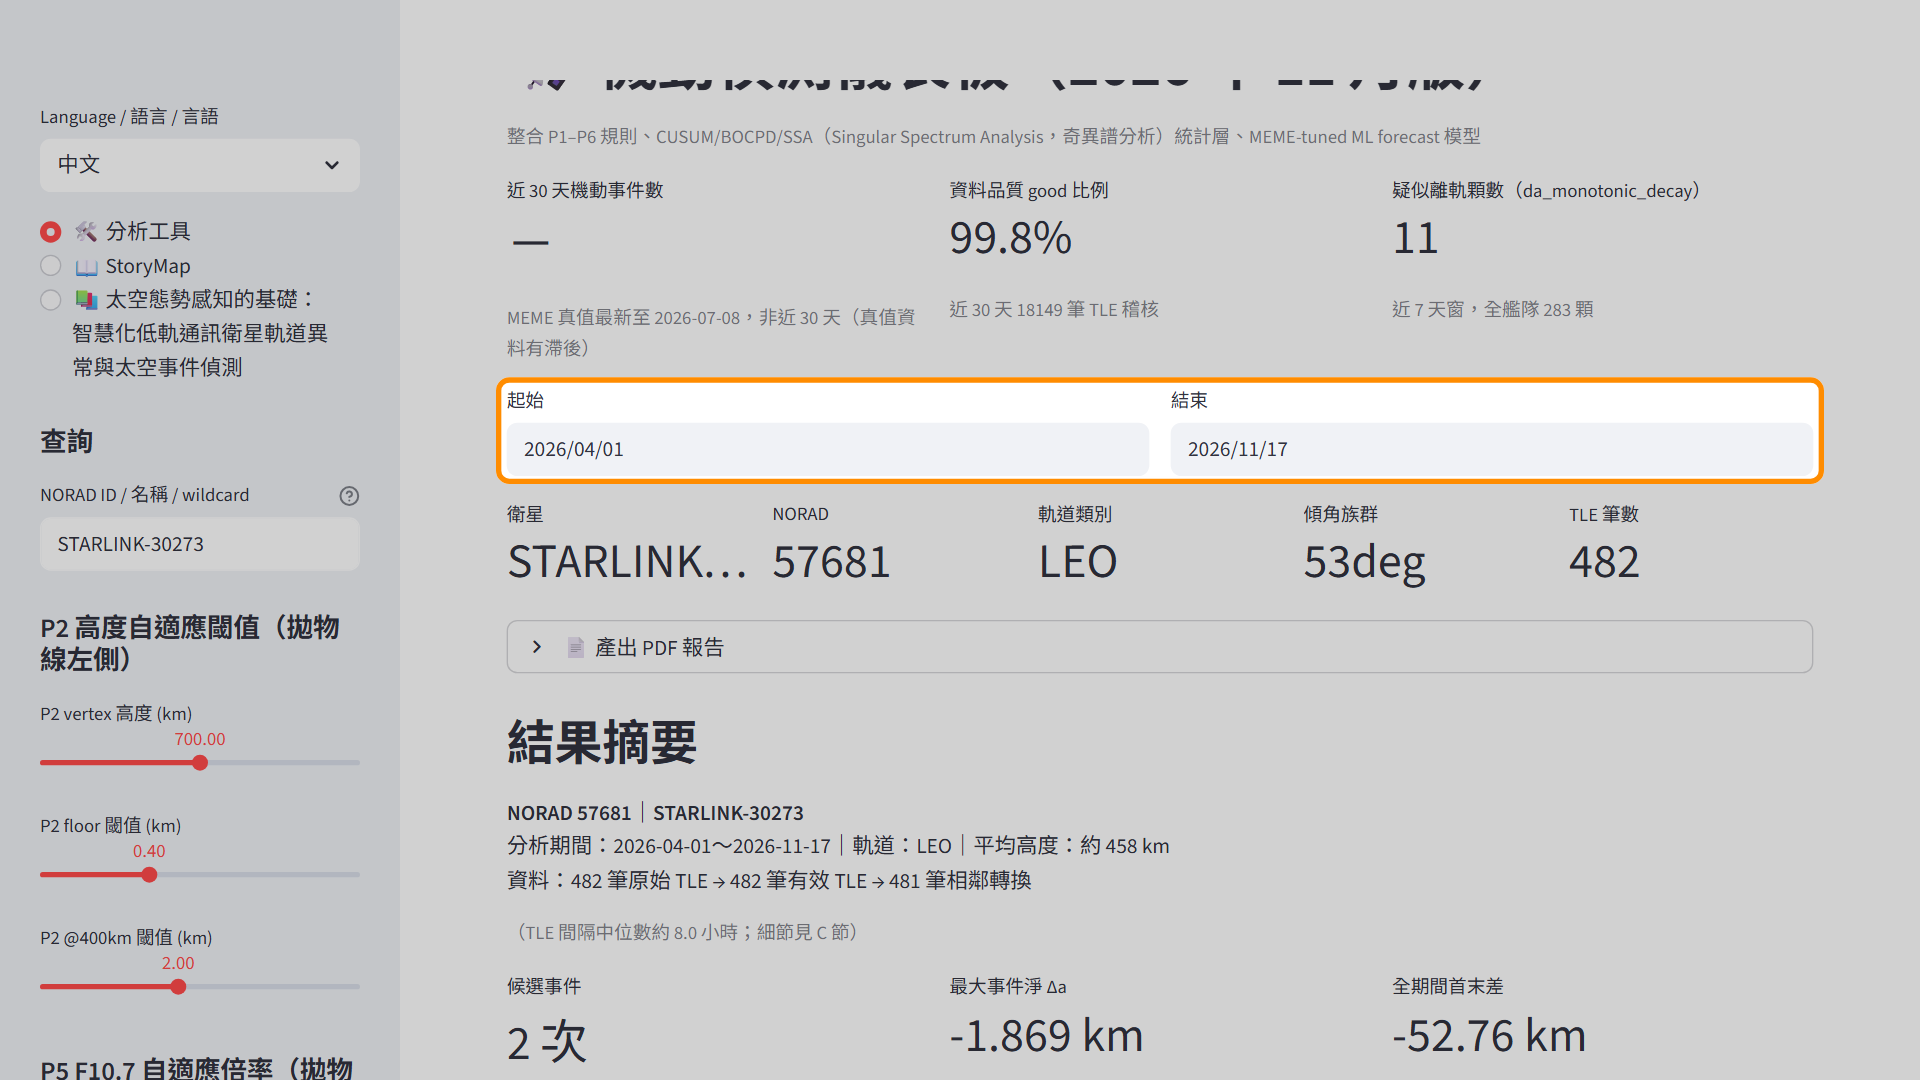 Language / 語言 / 言語
中文
分析工具
StoryMap
太空態勢感知的基礎：
智慧化低軌通訊衛星軌道異
常與太空事件偵測
查詢
NORAD ID / 名稱 / wildcard
STARLINK-30273
P2 高度自適應閾值（拋物
線左側）
P2 vertex 高度 (km)
700.00
P2 floor 閾值 (km)
0.40
P2 @400km 閾值 (km)
2.00
P5 F10.7 自適應倍率（拋物
整合 P1–P6 規則、CUSUM/BOCPD/SSA（Singular Spectrum Analysis，奇異譜分析）統計層、MEME-tuned ML forecast 模型
近 30 天機動事件數
—
MEME 真值最新至 2026-07-08，非近 30 天（真值資
料有滯後）
資料品質 good 比例
99.8%
近 30 天 18149 筆 TLE 稽核
疑似離軌顆數（da_monotonic_decay）
11
近 7 天窗，全艦隊 283 顆
起始
2026/04/01
結束
2026/11/17
衛星
STARLINK…
NORAD
57681
軌道類別
LEO
傾角族群
53deg
TLE 筆數
482
產出 PDF 報告
結果摘要
NORAD 57681｜STARLINK-30273
分析期間：2026-04-01～2026-11-17｜軌道：LEO｜平均高度：約 458 km
資料：482 筆原始 TLE → 482 筆有效 TLE → 481 筆相鄰轉換
（TLE 間隔中位數約 8.0 小時；細節見 C 節）
候選事件
2 次
最大事件淨 Δa
-1.869 km
全期間首末差
-52.76 km